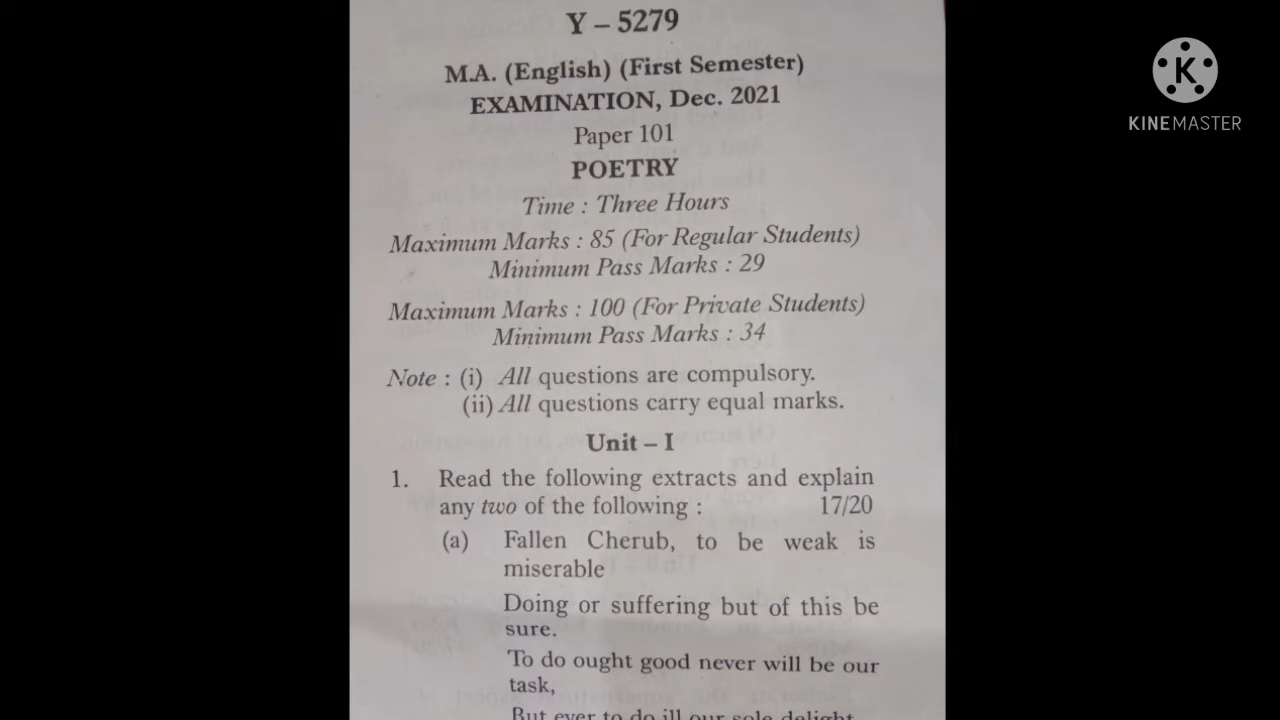 Y – 5279
M.A. (English) (First Semester)
EXAMINATION, Dec. 2021
Paper 101
POETRY
Time : Three Hours
Maximum Marks : 85 (For Regular Students)
Minimum Pass Marks : 29
Maximum Marks : 100 (For Private Students)
Minimum Pass Marks : 34
Note : (i) All questions are compulsory.
(ii) All questions carry equal marks.
Unit – I
1. Read the following extracts and explain
any two of the following : 17/20
(a) Fallen Cherub, to be weak is
miserable
Doing or suffering but of this be
sure.
To do ought good never will be our
task,
But ever to do ill our sole delight
K
KINEMASTER